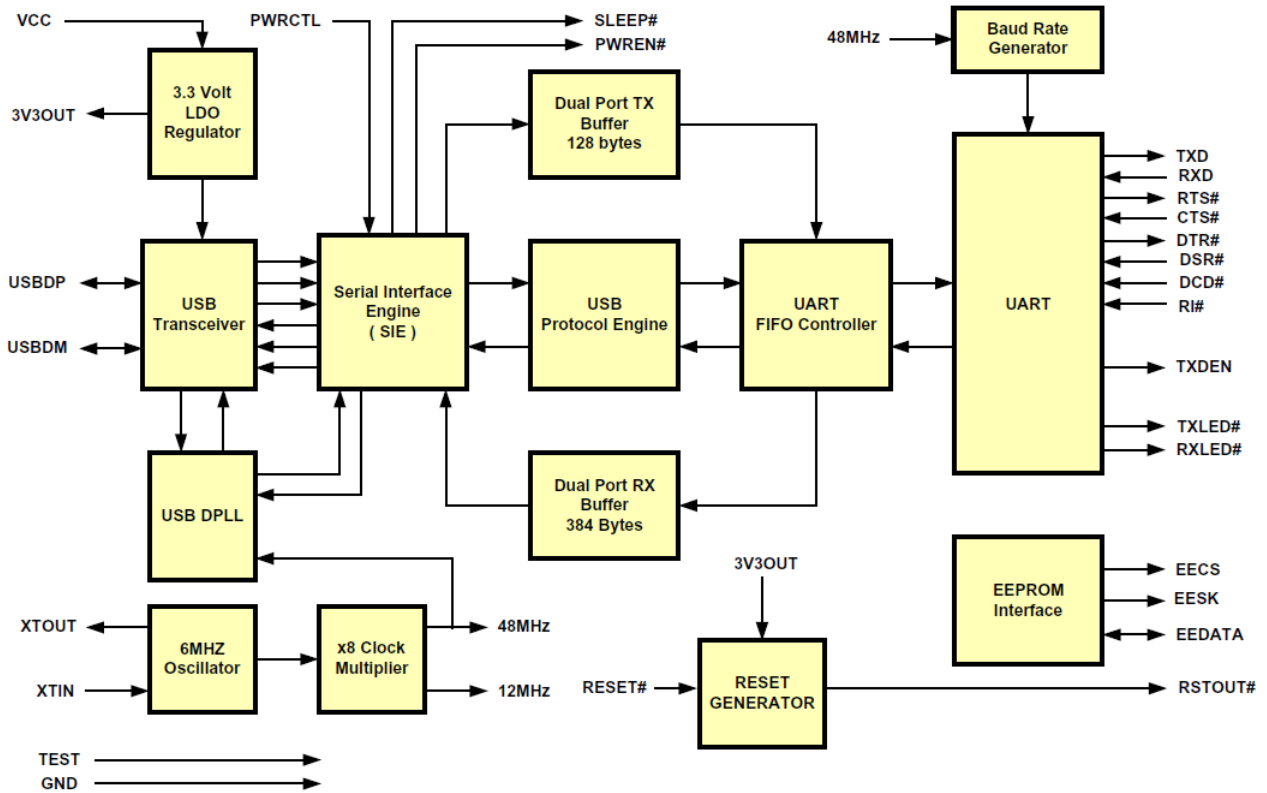 VCC
PWRCTL
SLEEP#
PWREN#
48MHz
Baud Rate
Generator
3V3OUT
3.3 Volt
LDO
Regulator
Dual Port TX
Buffer
128 bytes
TXD
RXD
RTS#
CTS#
DTR#
DSR#
DCD#
RI#
TXDEN
TXLED#
RXLED#
USBDP
USBDM
USB
Transceiver
Serial Interface
Engine
( SIE )
USB
Protocol Engine
UART
FIFO Controller
UART
USB DPLL
Dual Port RX
Buffer
384 Bytes
3V3OUT
EEPROM
Interface
EECS
EESK
EEDATA
XTOUT
XTIN
6MHZ
Oscillator
x8 Clock
Multiplier
48MHz
12MHz
RESET#
RESET
GENERATOR
RSTOUT#
TEST
GND